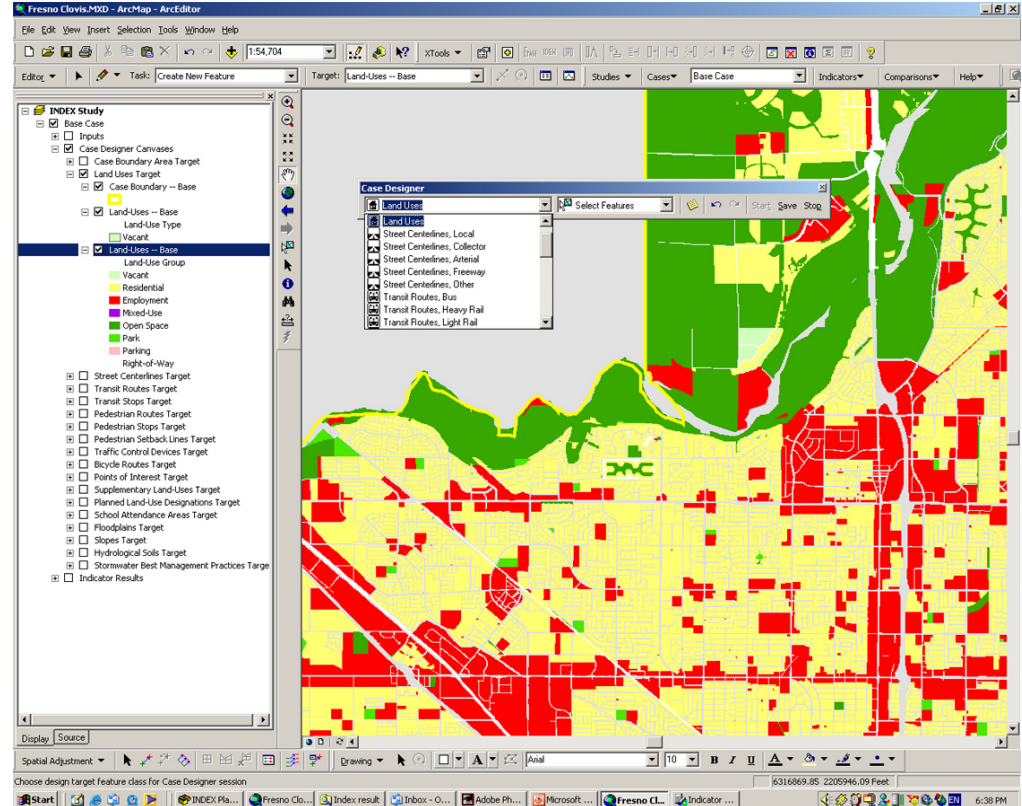 Fresno Clovis.MXD - ArcMap - ArcEditor
File Edit View Insert Selection Tools Window Help
1:54,704 XTools
Editor Task: Create New Feature Target: Land-Uses -- Base Studies Cases Base Case Indicators Comparisons Help
INDEX Study
Base Case
Inputs
Case Designer Canvases
Case Boundary Area Target
Land Uses Target
Case Boundary -- Base
Land-Uses -- Base
Land-Use Type
Vacant
Land-Uses -- Base
Land-Use Group
Vacant
Residential
Employment
Mixed-Use
Open Space
Park
Parking
Right-of-Way
Street Centerlines Target
Transit Routes Target
Transit Stops Target
Pedestrian Routes Target
Pedestrian Stops Target
Pedestrian Setback Lines Target
Traffic Control Devices Target
Bicycle Routes Target
Points of Interest Target
Supplementary Land-Uses Target
Planned Land-Use Designations Target
School Attendance Areas Target
Floodplains Target
Slopes Target
Hydrological Soils Target
Stormwater Best Management Practices Targe
Indicator Results
Case Designer
Land Uses Select Features Start Save Stop
Land Uses
Street Centerlines, Local
Street Centerlines, Collector
Street Centerlines, Arterial
Street Centerlines, Freeway
Street Centerlines, Other
Transit Routes, Bus
Transit Routes, Heavy Rail
Transit Routes, Light Rail
Display Source
Spatial Adjustment Drawing A Arial 10 B I U A
Choose design target feature class for Case Designer session 6316869.85 2205946.09 Feet
Start INDEX Pla... Fresno Clo... Index result Inbox - O... Adobe Ph... Microsoft ... Fresno Cl... Indicator ... EN 6:38 PM